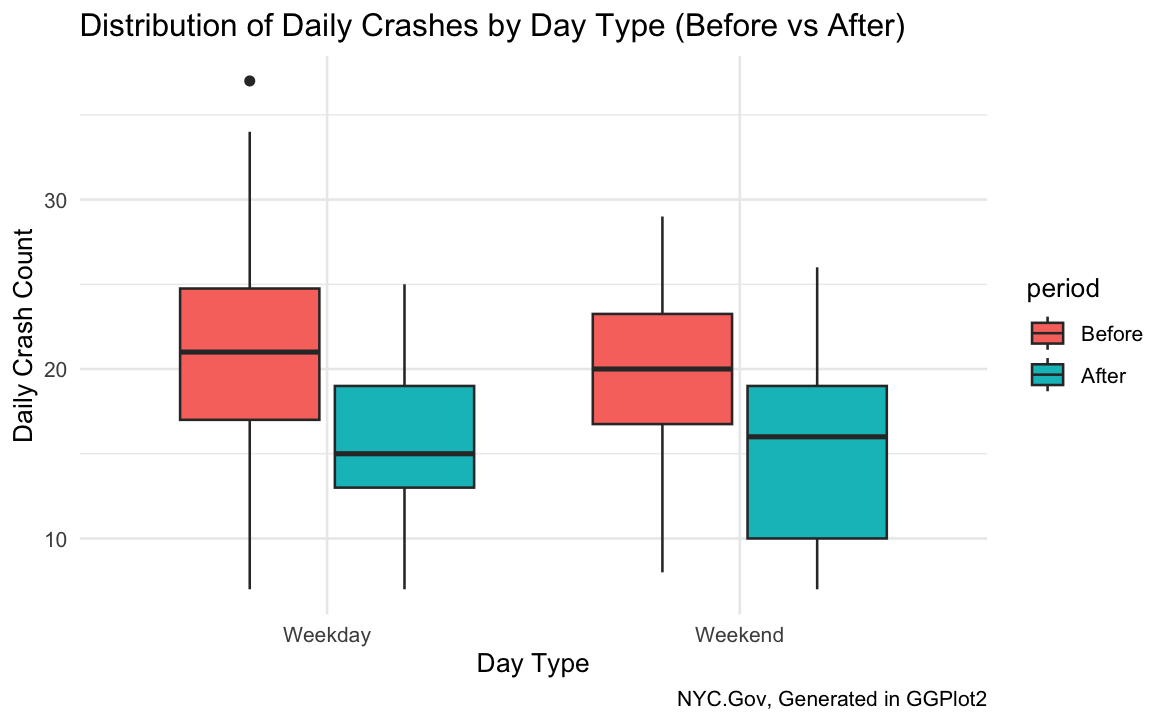 Distribution of Daily Crashes by Day Type (Before vs After)
Daily Crash Count
30
20
10
Weekday
Weekend
Day Type
period
Before
After
NYC.Gov, Generated in GGPlot2